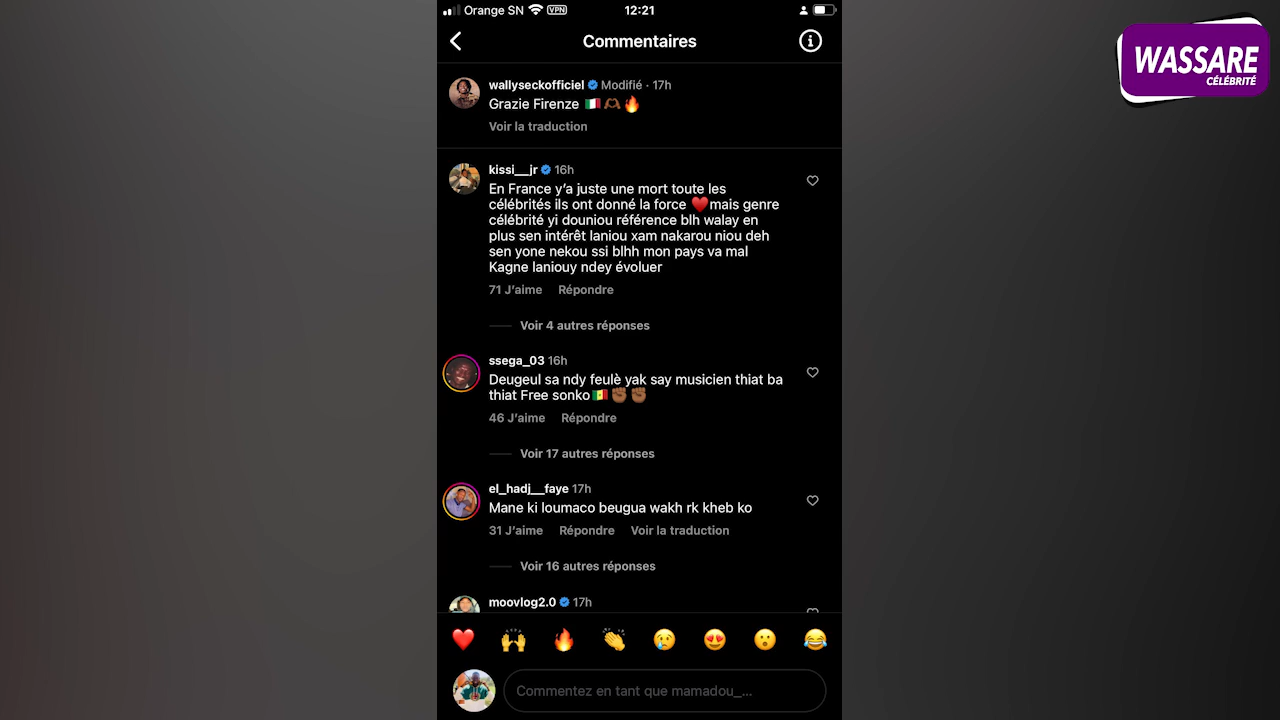 Orange SN VPN 12:21
Commentaires
WASSARE
CÉLÉBRITÉ
wallyseckofficiel Modifié · 17h
Grazie Firenze 🇮🇹🫶🏾🔥
Voir la traduction
kissi__jr 16h
En France y'a juste une mort toute les
célébrités ils ont donné la force ♥️mais genre
célébrité yi douniou référence blh walay en
plus sen intérêt laniou xam nakarou niou deh
sen yone nekou ssi blhh mon pays va mal
Kagne laniouy ndey évoluer
71 J'aime Répondre
Voir 4 autres réponses
ssega_03 16h
Deugeul sa ndy feulè yak say musicien thiat ba
thiat Free sonko🇸🇳✊🏾✊🏾
46 J'aime Répondre
Voir 17 autres réponses
el_hadj__faye 17h
Mane ki loumaco beugua wakh rk kheb ko
31 J'aime Répondre Voir la traduction
Voir 16 autres réponses
moovlog2.0 17h
❤️🙌🔥👏😢😍😮😂
Commentez en tant que mamadou_...